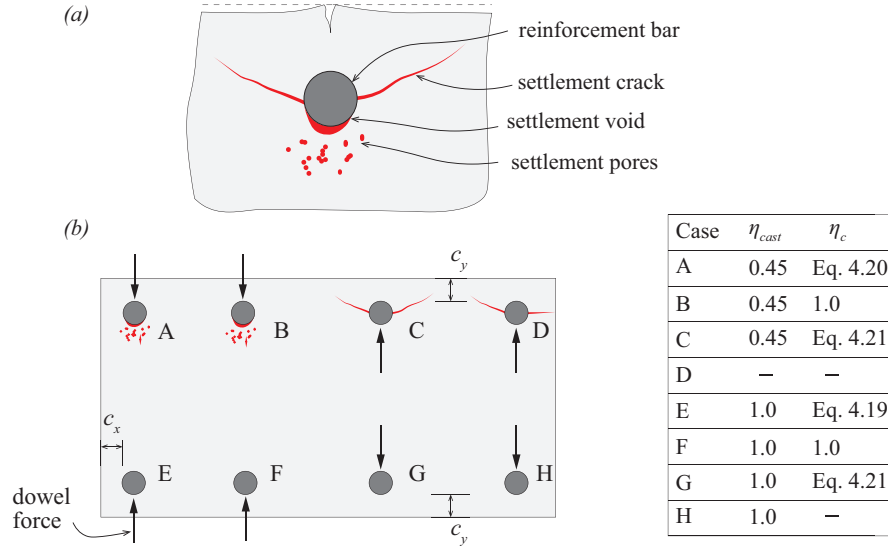 (a)
reinforcement bar
settlement crack
settlement void
settlement pores
(b)
c_y
A B C D
c_x
E F G H
dowel
force
c_y
Case η_cast η_c
A 0.45 Eq. 4.20
B 0.45 1.0
C 0.45 Eq. 4.21
D – –
E 1.0 Eq. 4.19
F 1.0 1.0
G 1.0 Eq. 4.21
H 1.0 –